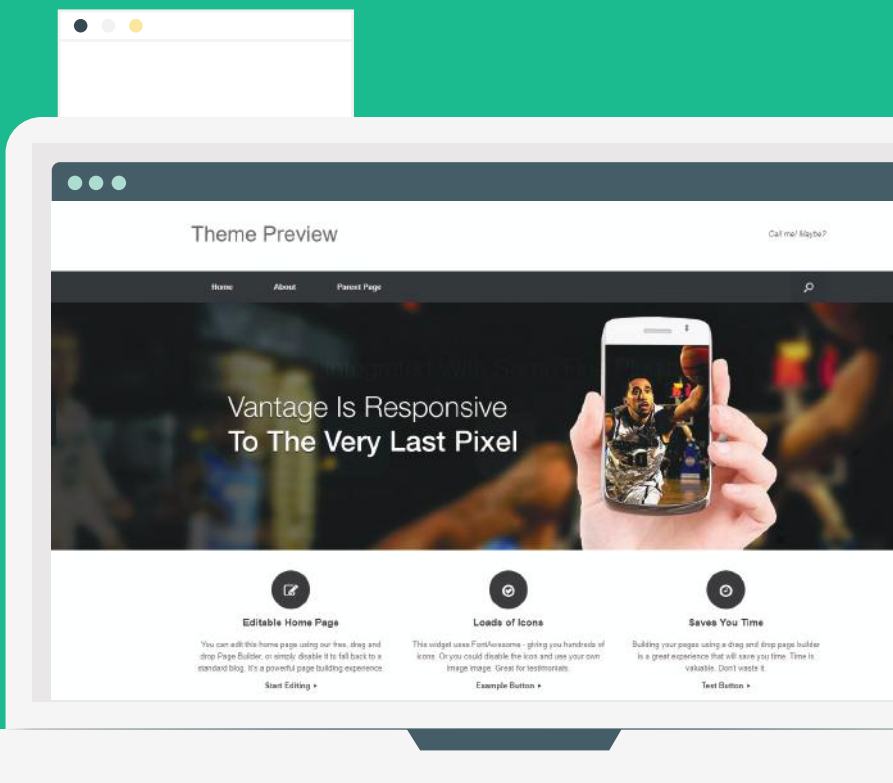 Theme Preview
Call me! Maybe?
Home About Parent Page
Vantage Is Responsive
To The Very Last Pixel
Editable Home Page
You can edit this home page using our free, drag and
drop Page Builder, or simply disable it to fall back to a
standard blog. It's a powerful page building experience.
Start Editing
Loads of Icons
This widget uses FontAwesome - giving you hundreds of
icons. Or you could disable the icon and use your own
image image. Great for testimonials.
Example Button
Saves You Time
Building your pages using a drag and drop page builder
is a great experience that will save you time. Time is
valuable. Don't waste it.
Test Button